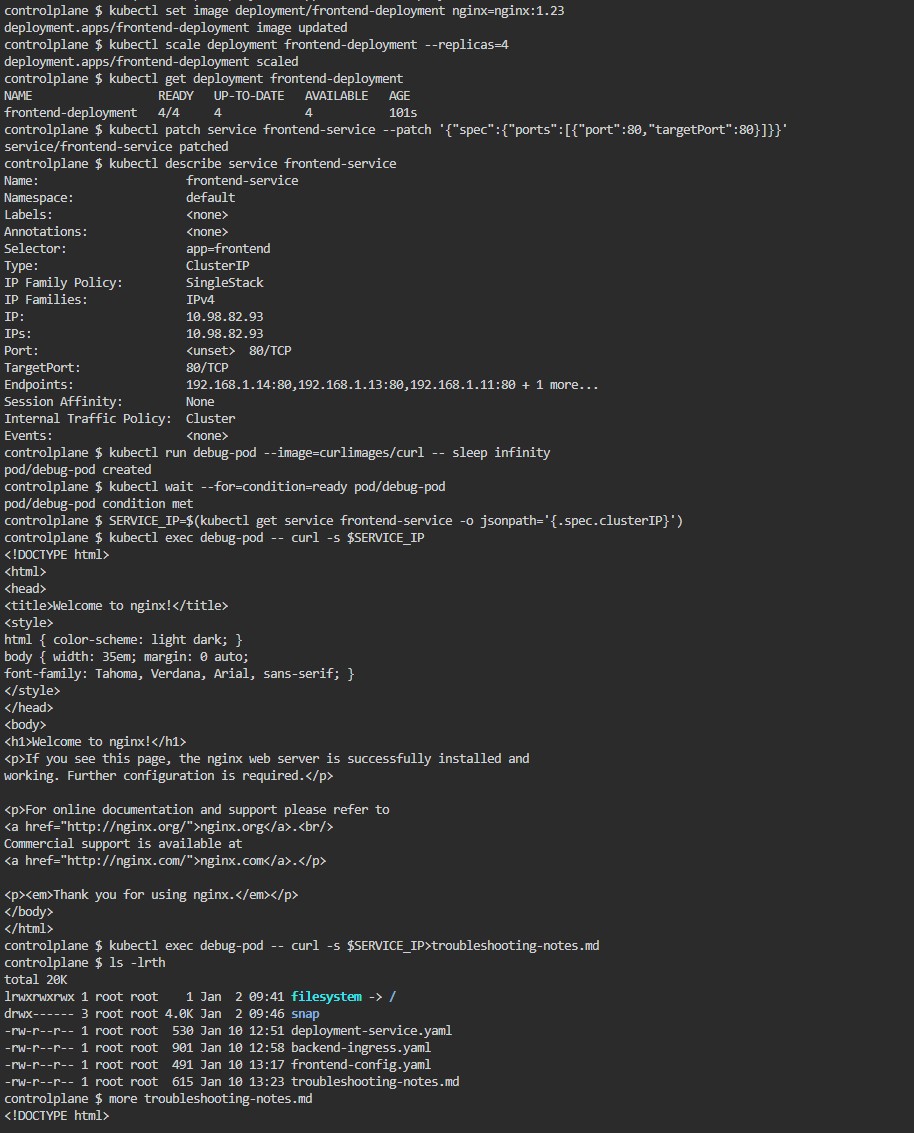 controlplane $ kubectl set image deployment/frontend-deployment nginx=nginx:1.23
deployment.apps/frontend-deployment image updated
controlplane $ kubectl scale deployment frontend-deployment --replicas=4
deployment.apps/frontend-deployment scaled
controlplane $ kubectl get deployment frontend-deployment
NAME                  READY   UP-TO-DATE   AVAILABLE   AGE
frontend-deployment   4/4     4            4           101s
controlplane $ kubectl patch service frontend-service --patch '{"spec":{"ports":[{"port":80,"targetPort":80}]}}'
service/frontend-service patched
controlplane $ kubectl describe service frontend-service
Name:                     frontend-service
Namespace:                default
Labels:                   <none>
Annotations:              <none>
Selector:                 app=frontend
Type:                     ClusterIP
IP Family Policy:         SingleStack
IP Families:              IPv4
IP:                       10.98.82.93
IPs:                      10.98.82.93
Port:                     <unset>  80/TCP
TargetPort:               80/TCP
Endpoints:                192.168.1.14:80,192.168.1.13:80,192.168.1.11:80 + 1 more...
Session Affinity:         None
Internal Traffic Policy:  Cluster
Events:                   <none>
controlplane $ kubectl run debug-pod --image=curlimages/curl -- sleep infinity
pod/debug-pod created
controlplane $ kubectl wait --for=condition=ready pod/debug-pod
pod/debug-pod condition met
controlplane $ SERVICE_IP=$(kubectl get service frontend-service -o jsonpath='{.spec.clusterIP}')
controlplane $ kubectl exec debug-pod -- curl -s $SERVICE_IP
<!DOCTYPE html>
<html>
<head>
<title>Welcome to nginx!</title>
<style>
html { color-scheme: light dark; }
body { width: 35em; margin: 0 auto;
font-family: Tahoma, Verdana, Arial, sans-serif; }
</style>
</head>
<body>
<h1>Welcome to nginx!</h1>
<p>If you see this page, the nginx web server is successfully installed and
working. Further configuration is required.</p>

<p>For online documentation and support please refer to
<a href="http://nginx.org/">nginx.org</a>.<br/>
Commercial support is available at
<a href="http://nginx.com/">nginx.com</a>.</p>

<p><em>Thank you for using nginx.</em></p>
</body>
</html>
controlplane $ kubectl exec debug-pod -- curl -s $SERVICE_IP>troubleshooting-notes.md
controlplane $ ls -lrth
total 20K
lrwxrwxrwx 1 root root    1 Jan  2 09:41 filesystem -> /
drwx------ 3 root root 4.0K Jan  2 09:46 snap
-rw-r--r-- 1 root root  530 Jan 10 12:51 deployment-service.yaml
-rw-r--r-- 1 root root  901 Jan 10 12:58 backend-ingress.yaml
-rw-r--r-- 1 root root  491 Jan 10 13:17 frontend-config.yaml
-rw-r--r-- 1 root root  615 Jan 10 13:23 troubleshooting-notes.md
controlplane $ more troubleshooting-notes.md
<!DOCTYPE html>